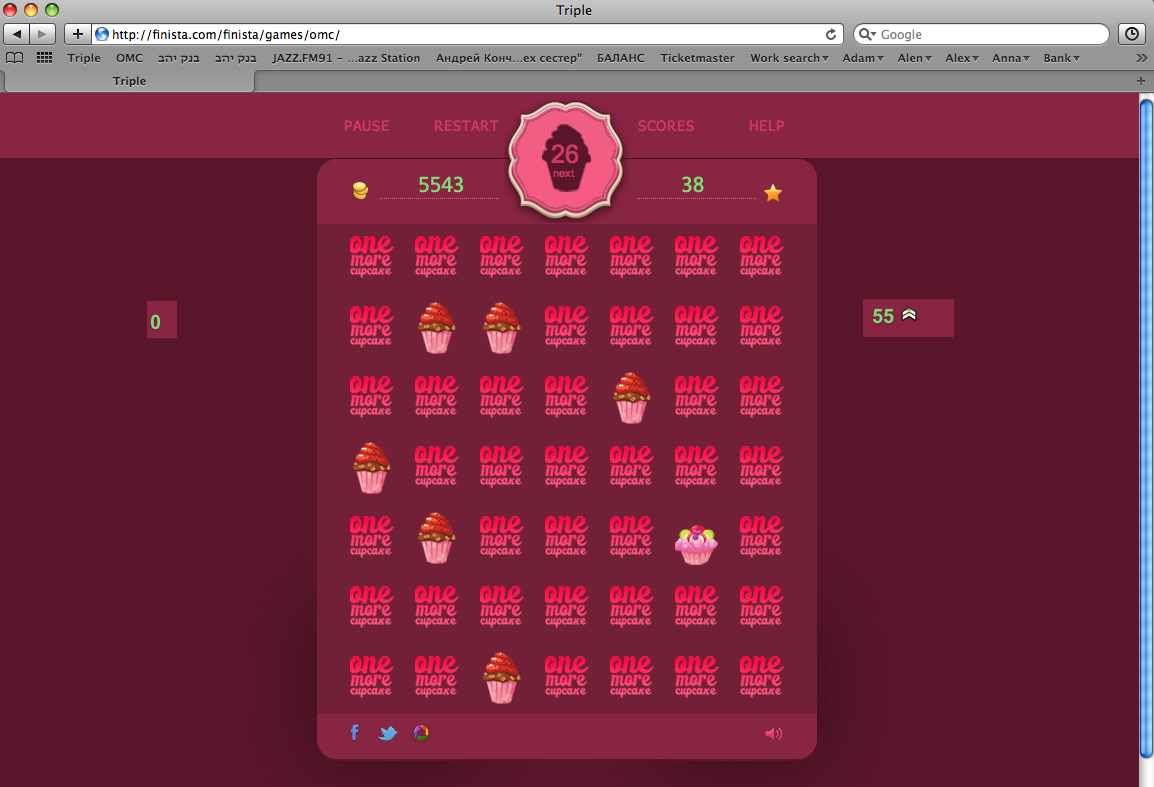 Triple
http://finista.com/finista/games/omc/
Google
Triple OMC בנק יהב בנק יהב JAZZ.FM91 – ...azz Station Андрей Конч...ех сестер" БАЛАНС Ticketmaster Work search Adam Alen Alex Anna Bank
Triple
PAUSE RESTART SCORES HELP
26
next
5543 38
one one one one one one one
more more more more more more more
cupcake cupcake cupcake cupcake cupcake cupcake cupcake
0
55
one one one one one
more more more more more
cupcake cupcake cupcake cupcake cupcake
one one one one one one
more more more more more more
cupcake cupcake cupcake cupcake cupcake cupcake
one one one one one one
more more more more more more
cupcake cupcake cupcake cupcake cupcake cupcake
one one one one one
more more more more more
cupcake cupcake cupcake cupcake cupcake
one one one one one one one
more more more more more more more
cupcake cupcake cupcake cupcake cupcake cupcake cupcake
one one one one one one
more more more more more more
cupcake cupcake cupcake cupcake cupcake cupcake